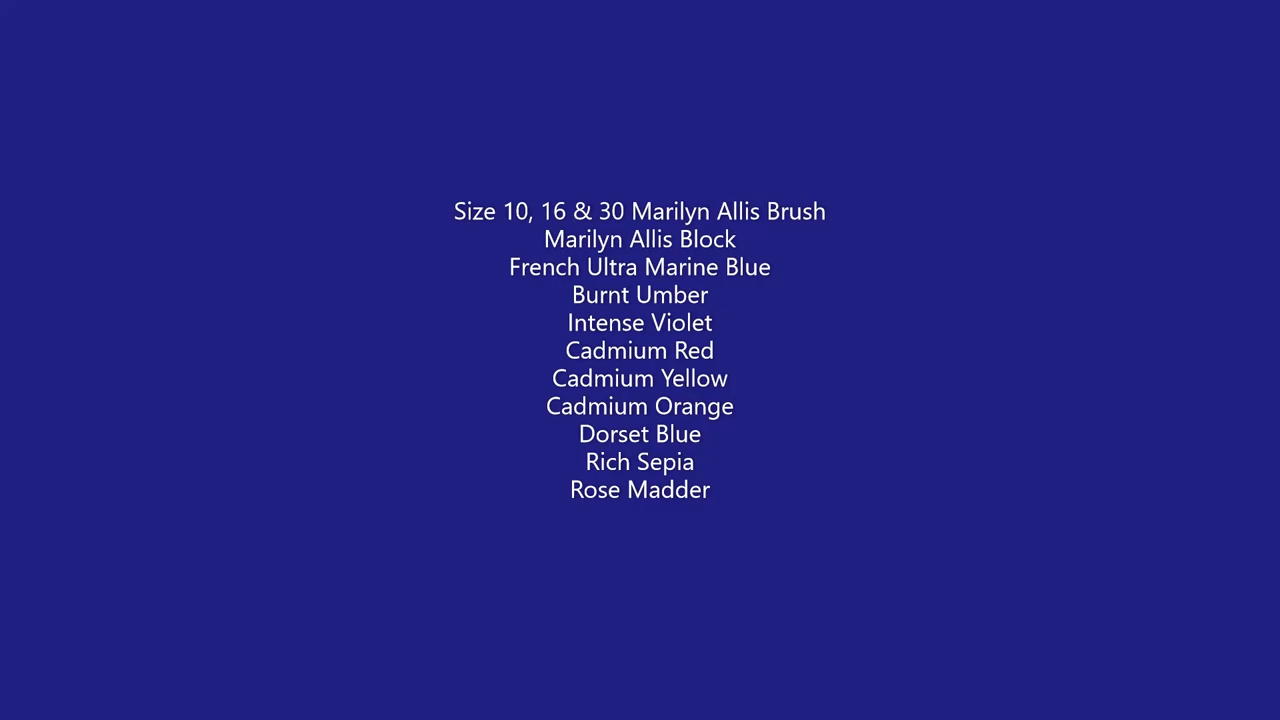 Size 10, 16 & 30 Marilyn Allis Brush
Marilyn Allis Block
French Ultra Marine Blue
Burnt Umber
Intense Violet
Cadmium Red
Cadmium Yellow
Cadmium Orange
Dorset Blue
Rich Sepia
Rose Madder